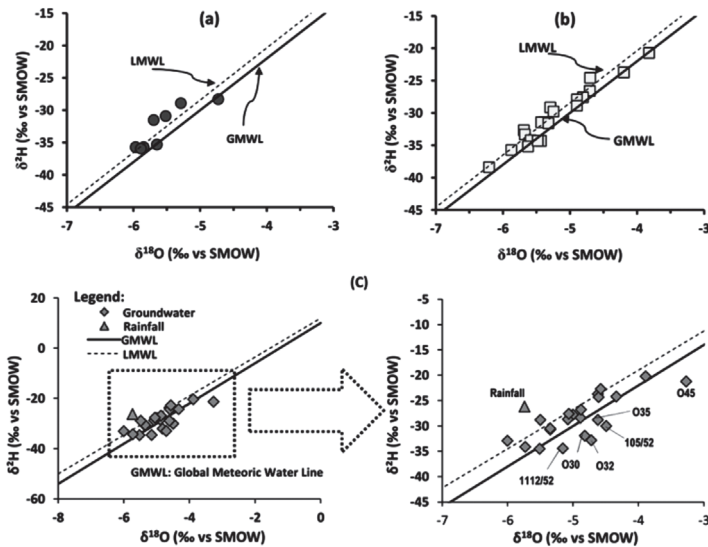 (a)
-15
-20
-25
-30
-35
-40
-45
δ²H (‰ vs SMOW)
LMWL
GMWL
-7 -6 -5 -4 -3
δ¹⁸O (‰ vs SMOW)
(b)
-15
-20
-25
-30
-35
-40
-45
δ²H (‰ vs SMOW)
LMWL
GMWL
-7 -6 -5 -4 -3
δ¹⁸O (‰ vs SMOW)
(C)
20
0
-20
-40
-60
δ²H (‰ vs SMOW)
Legend:
Groundwater
Rainfall
GMWL
LMWL
GMWL: Global Meteoric Water Line
-8 -6 -4 -2 0
δ¹⁸O (‰ vs SMOW)
-5
-10
-15
-20
-25
-30
-35
-40
-45
δ²H (‰ vs SMOW)
Rainfall
O45
O35
105/52
O30
O32
1112/52
-7 -6 -5 -4 -3
δ¹⁸O (‰ vs SMOW)